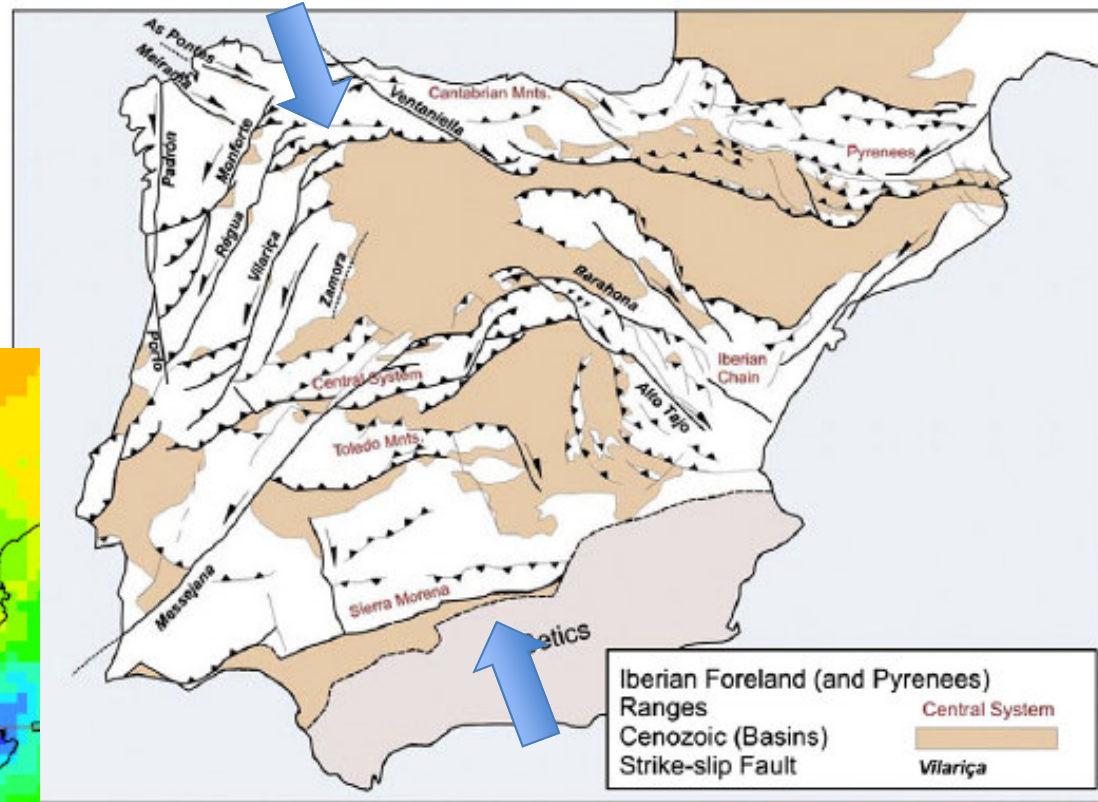 As Pontes
Meirama
Cantabrian Mnts.
Ventaniella
Pyrenees
Padron
Monforte
Régua
Vilariça
Zamora
Barahona
Porto
Iberian
Chain
Central System
Alto Tajo
Toledo Mnts.
Messejana
Sierra Morena
etics
Iberian Foreland (and Pyrenees)
Ranges
Central System
Cenozoic (Basins)
Strike-slip Fault
Vilariça